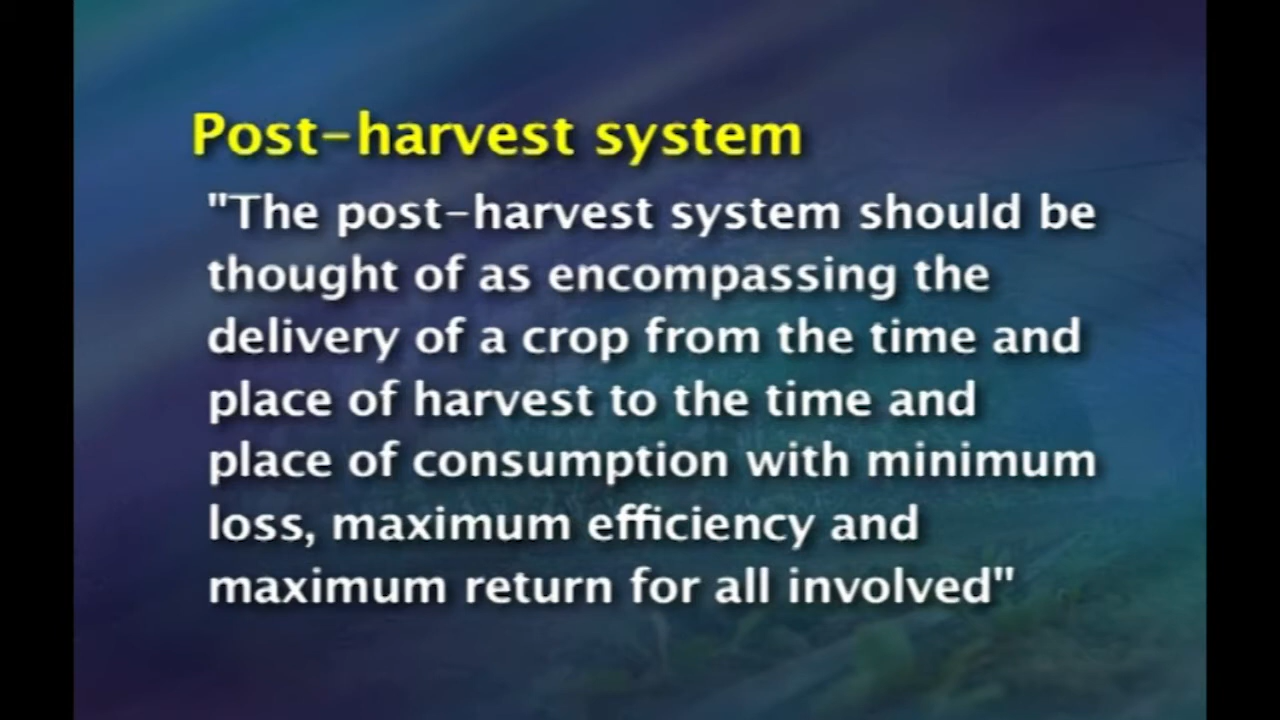 Post-harvest system
"The post-harvest system should be
thought of as encompassing the
delivery of a crop from the time and
place of harvest to the time and
place of consumption with minimum
loss, maximum efficiency and
maximum return for all involved"